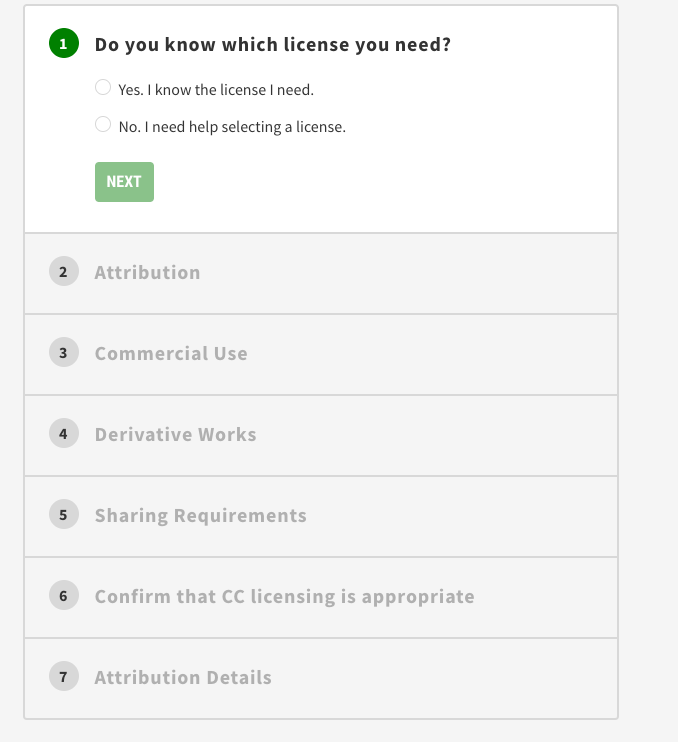 1 Do you know which license you need?
Yes. I know the license I need.
No. I need help selecting a license.
NEXT
2 Attribution
3 Commercial Use
4 Derivative Works
5 Sharing Requirements
6 Confirm that CC licensing is appropriate
7 Attribution Details